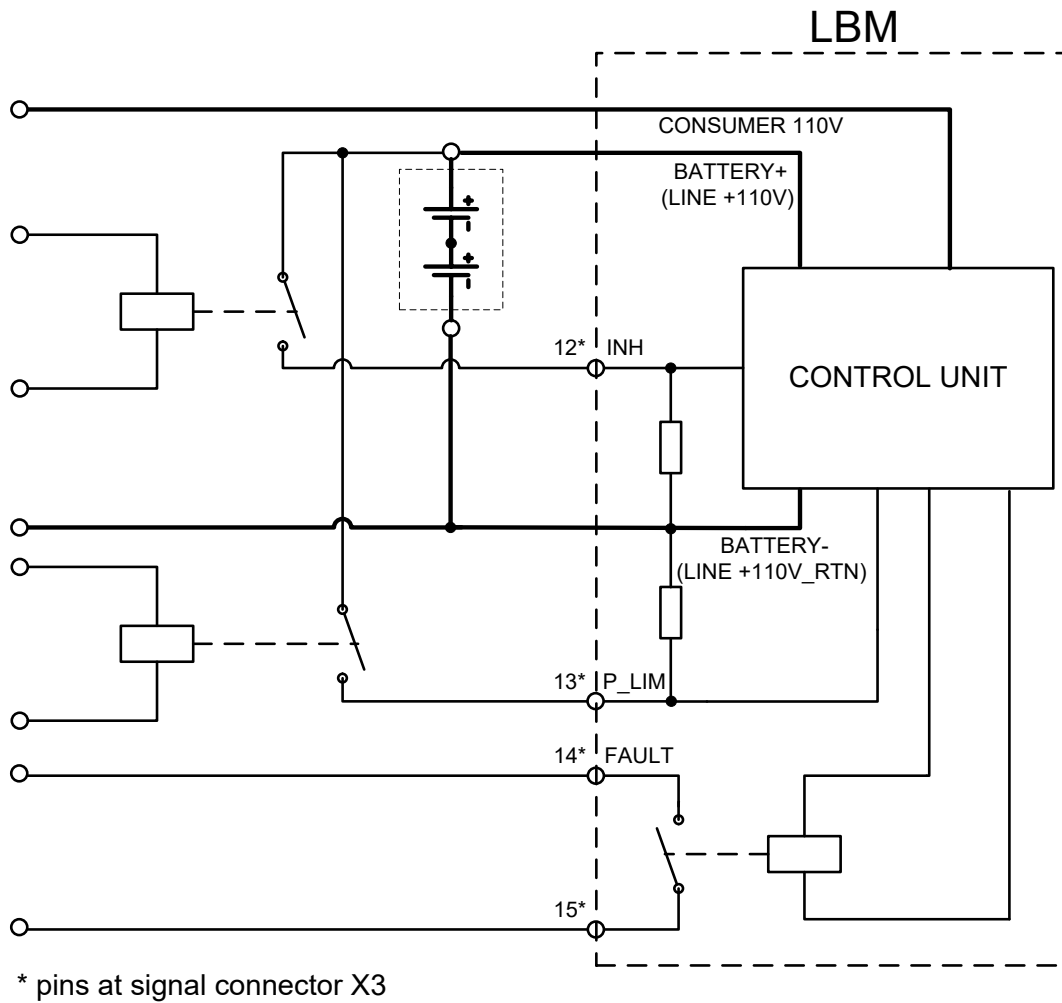 LBM
CONSUMER 110V
BATTERY+
(LINE +110V)
+
-
+
-
12* INH
CONTROL UNIT
BATTERY-
(LINE +110V_RTN)
13* P_LIM
14* FAULT
15*
* pins at signal connector X3